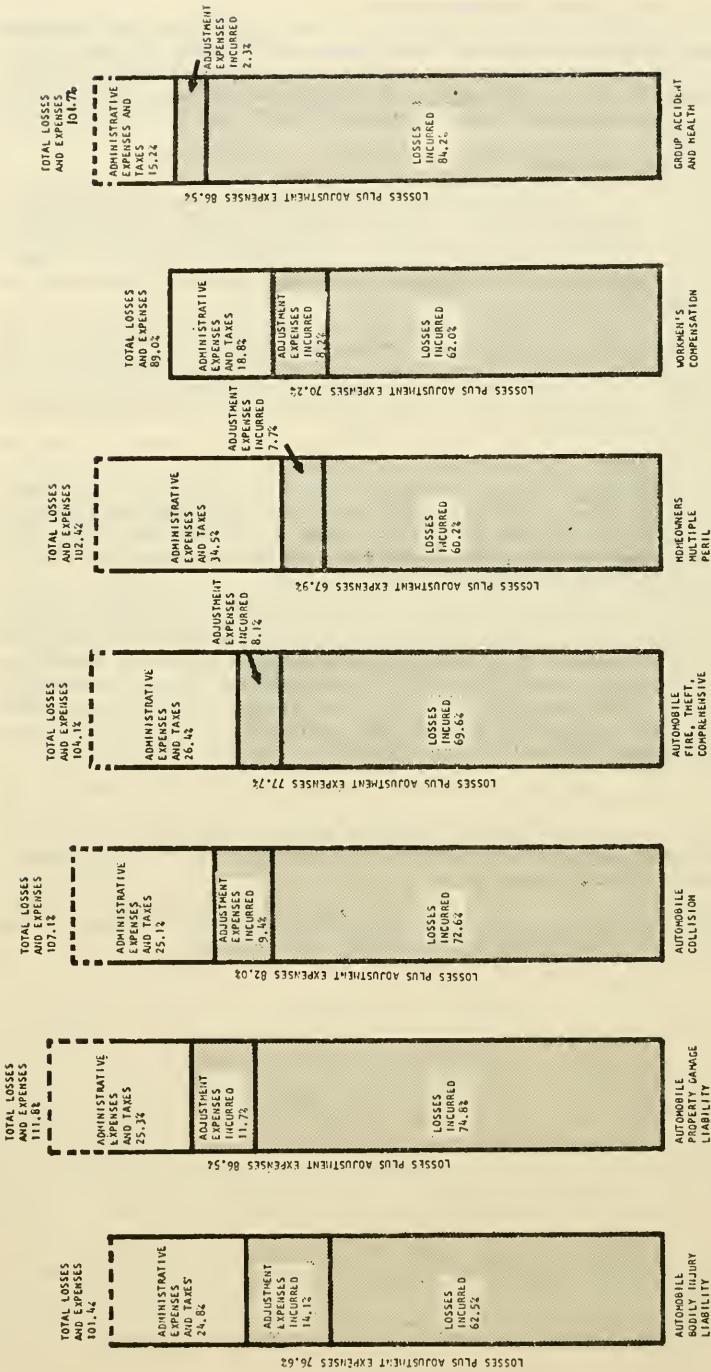 TOTAL LOSSES
AND EXPENSES
101.4%
ADMINISTRATIVE
EXPENSES
AND TAXES
24.8%
ADJUSTMENT
EXPENSES
INCURRED
14.1%
LOSSES
INCURRED
62.5%
LOSSES PLUS ADJUSTMENT EXPENSES 76.6%
AUTOMOBILE
BODILY INJURY
LIABILITY
TOTAL LOSSES
AND EXPENSES
111.8%
ADMINISTRATIVE
EXPENSES
AND TAXES
25.3%
ADJUSTMENT
EXPENSES
INCURRED
11.7%
LOSSES
INCURRED
74.8%
LOSSES PLUS ADJUSTMENT EXPENSES 86.5%
AUTOMOBILE
PROPERTY DAMAGE
LIABILITY
TOTAL LOSSES
AND EXPENSES
107.1%
ADMINISTRATIVE
EXPENSES
AND TAXES
25.1%
ADJUSTMENT
EXPENSES
INCURRED
9.4%
LOSSES
INCURRED
72.6%
LOSSES PLUS ADJUSTMENT EXPENSES 82.0%
AUTOMOBILE
COLLISION
TOTAL LOSSES
AND EXPENSES
104.1%
ADMINISTRATIVE
EXPENSES
AND TAXES
26.4%
ADJUSTMENT
EXPENSES
INCURRED
8.1%
LOSSES
INCURED
69.6%
LOSSES PLUS ADJUSTMENT EXPENSES 77.7%
AUTOMOBILE
FIRE, THEFT,
COMPREHENSIVE
TOTAL LOSSES
AND EXPENSES
102.4%
ADMINISTRATIVE
EXPENSES
AND TAXES
34.5%
ADJUSTMENT
EXPENSES
INCURRED
7.7%
LOSSES
INCURRED
60.2%
LOSSES PLUS ADJUSTMENT EXPENSES 67.9%
HOMEOWNERS
MULTIPLE
PERIL
TOTAL LOSSES
AND EXPENSES
89.0%
ADMINISTRATIVE
EXPENSES
AND TAXES
18.8%
ADJUSTMENT
EXPENSES
INCURRED
8.2%
LOSSES
INCURRED
62.0%
LOSSES PLUS ADJUSTMENT EXPENSES 70.2%
WORKMEN'S
COMPENSATION
TOTAL LOSSES
AND EXPENSES
101.7%
ADMINISTRATIVE
EXPENSES AND
TAXES
15.2%
ADJUSTMENT
EXPENSES
INCURRED
2.3%
LOSSES
INCURRED
84.2%
LOSSES PLUS ADJUSTMENT EXPENSES 86.5%
GROUP ACCIDENT
AND HEALTH